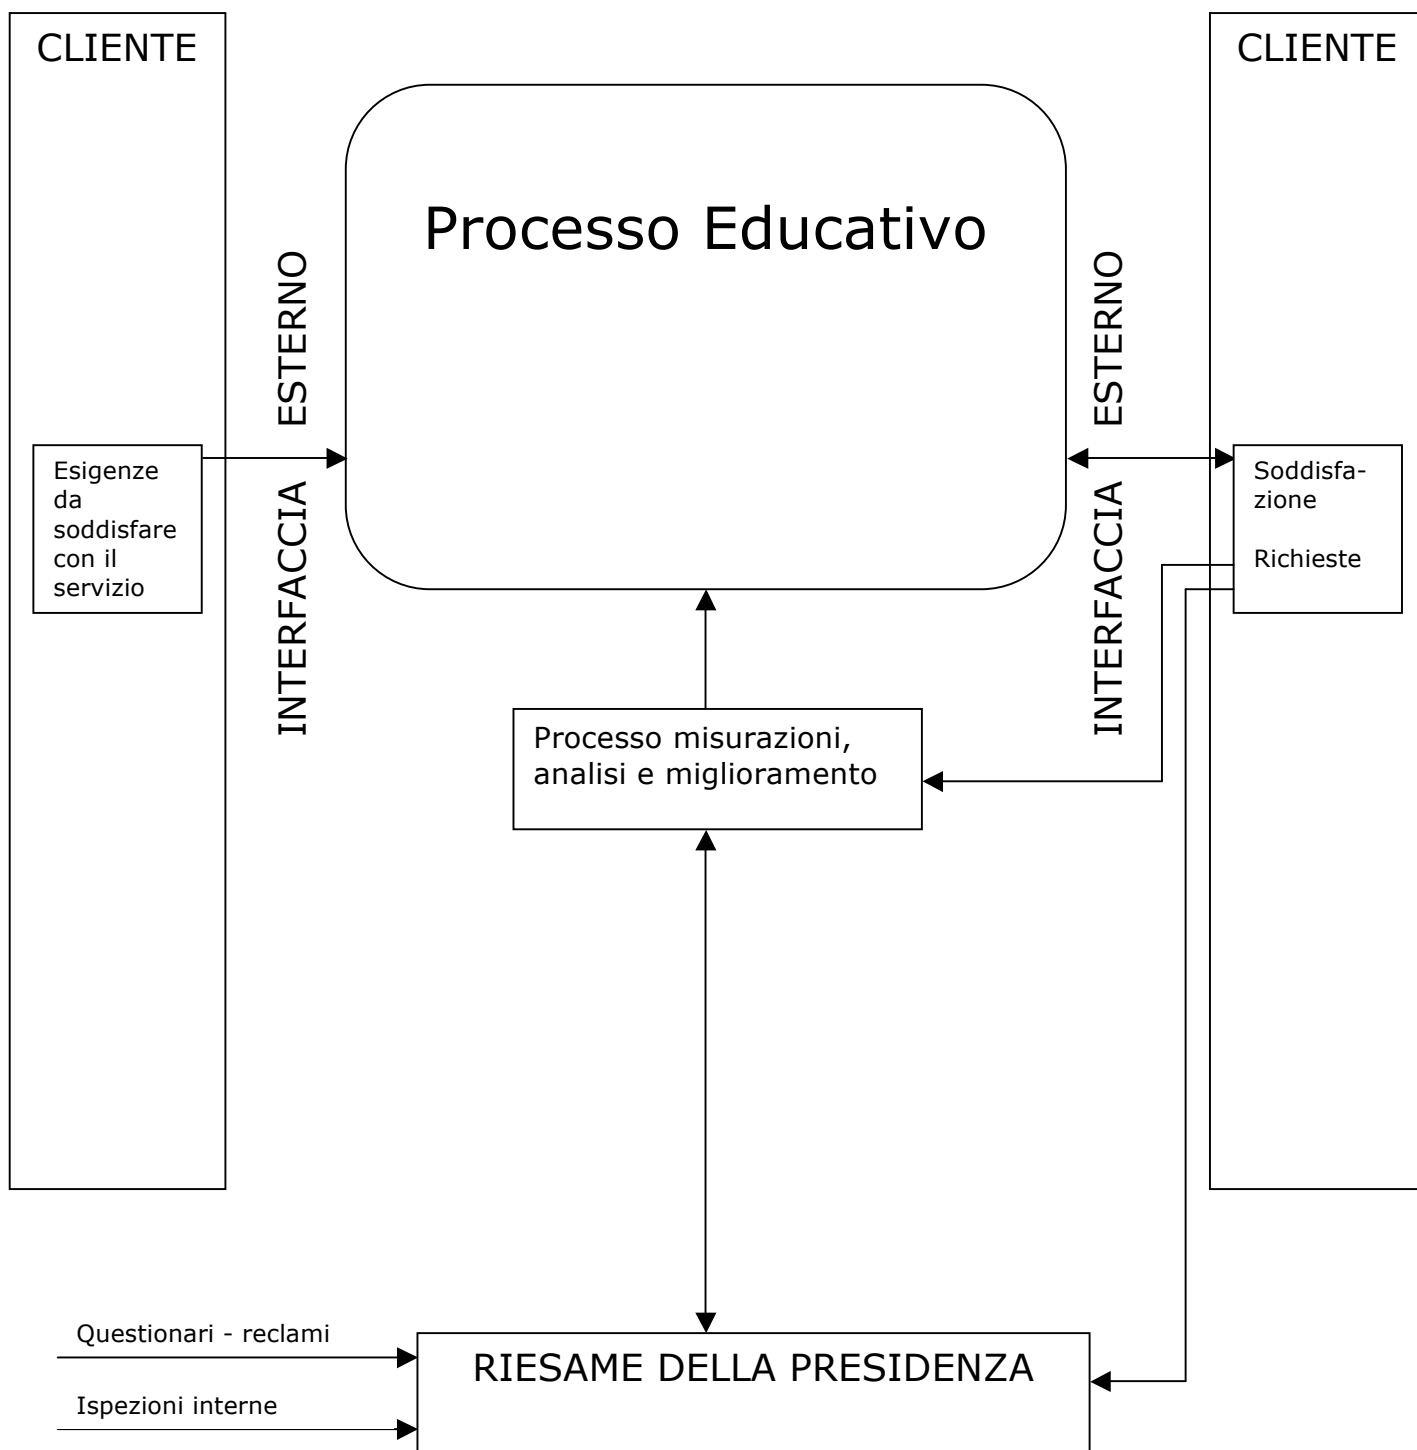 CLIENTE
CLIENTE
Processo Educativo
INTERFACCIA ESTERNO
INTERFACCIA ESTERNO
Esigenze
da
soddisfare
con il
servizio
Soddisfa-
zione
Richieste
Processo misurazioni,
analisi e miglioramento
Questionari - reclami
RIESAME DELLA PRESIDENZA
Ispezioni interne